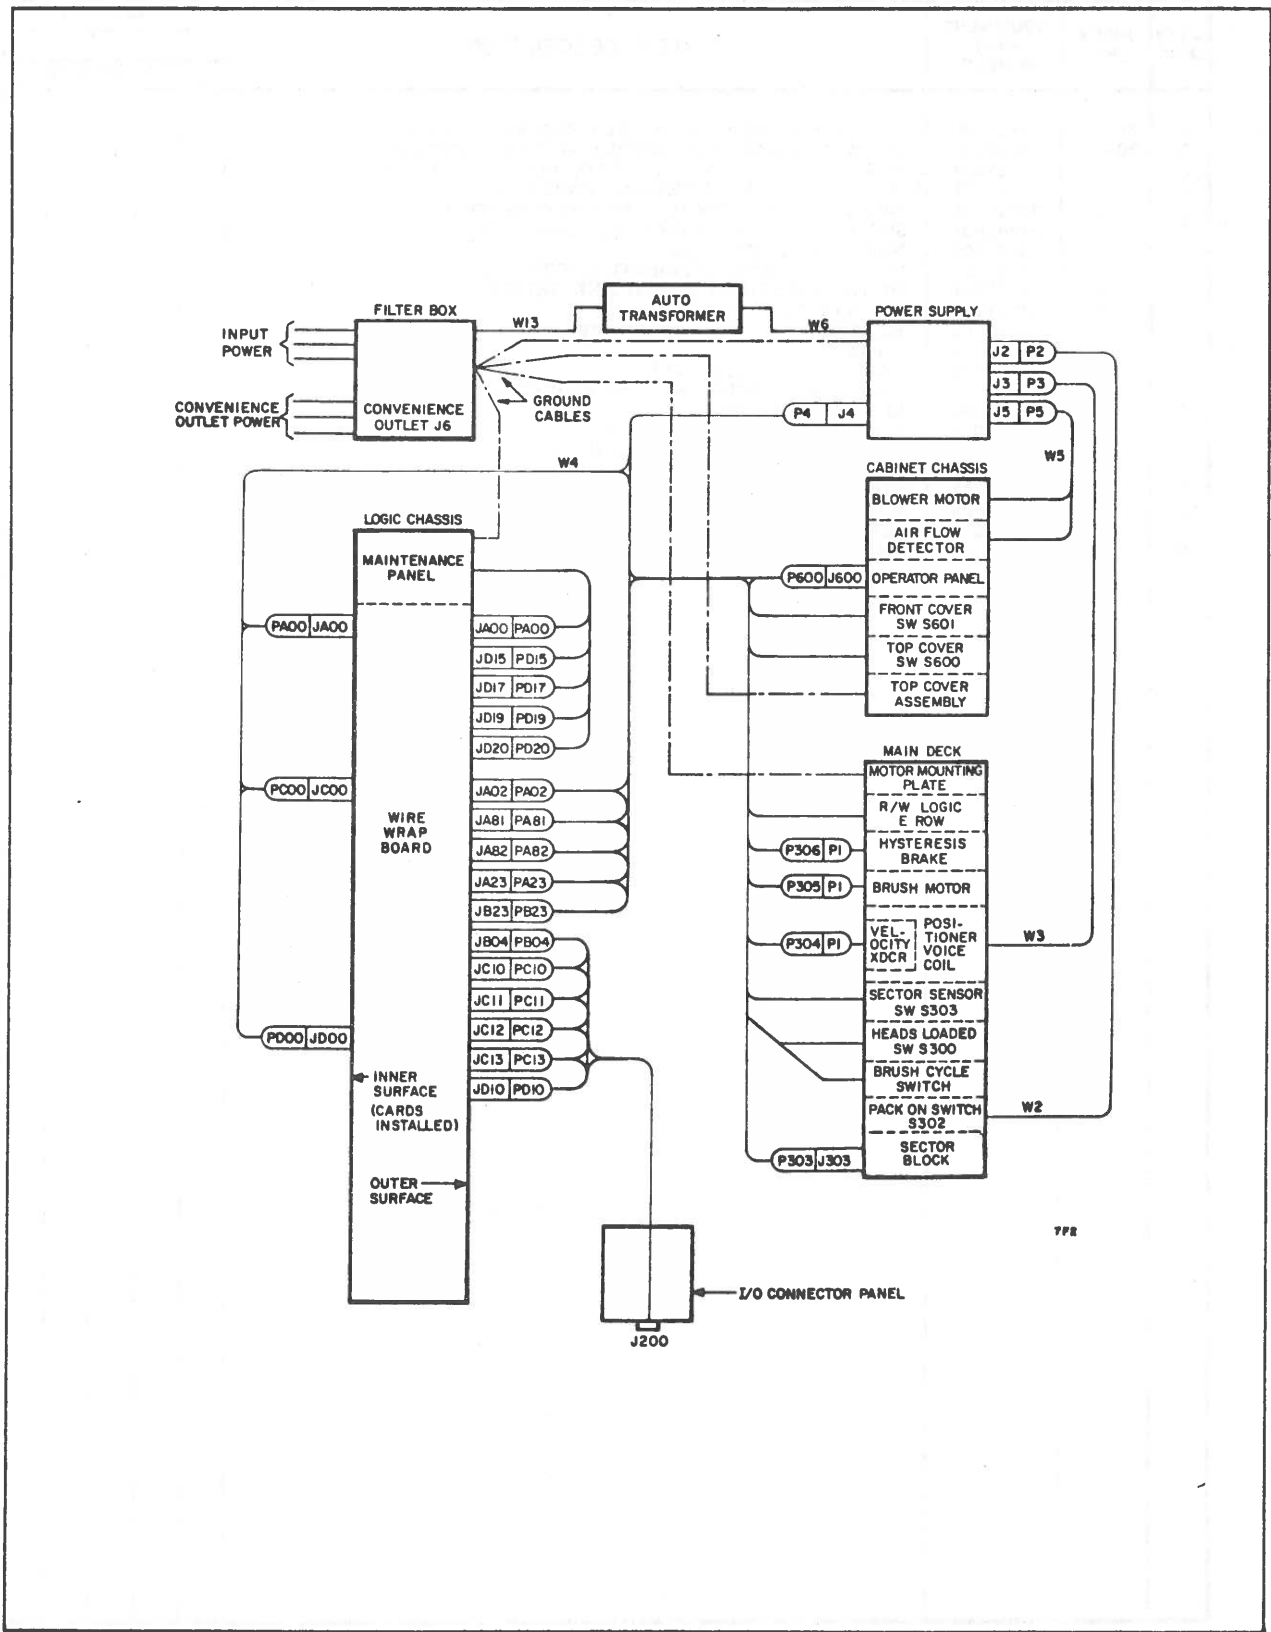 AUTO
TRANSFORMER
FILTER BOX
W13
W6
POWER SUPPLY
INPUT
POWER
J2 P2
J3 P3
J5 P5
CONVENIENCE
OUTLET POWER
CONVENIENCE
OUTLET J6
GROUND
CABLES
P4 J4
W4
W5
CABINET CHASSIS
BLOWER MOTOR
AIR FLOW
DETECTOR
P600 J600
OPERATOR PANEL
FRONT COVER
SW S601
TOP COVER
SW S600
TOP COVER
ASSEMBLY
LOGIC CHASSIS
MAINTENANCE
PANEL
PA00 JA00
JA00 PA00
JD15 PD15
JD17 PD17
JD19 PD19
JD20 PD20
PC00 JC00
WIRE
WRAP
BOARD
JA02 PA02
JA81 PA81
JA82 PA82
JA23 PA23
JB23 PB23
JB04 PB04
JC10 PC10
JC11 PC11
JC12 PC12
JC13 PC13
JD10 PD10
PD00 JD00
INNER
SURFACE
(CARDS
INSTALLED)
OUTER
SURFACE
MAIN DECK
MOTOR MOUNTING
PLATE
R/W LOGIC
E ROW
P306 P1
HYSTERESIS
BRAKE
P305 P1
BRUSH MOTOR
P304 P1
VEL-
OCITY
XDCR
POSI-
TIONER
VOICE
COIL
W3
SECTOR SENSOR
SW S303
HEADS LOADED
SW S300
BRUSH CYCLE
SWITCH
PACK ON SWITCH
S302
W2
P303 J303
SECTOR
BLOCK
7F2
I/O CONNECTOR PANEL
J200